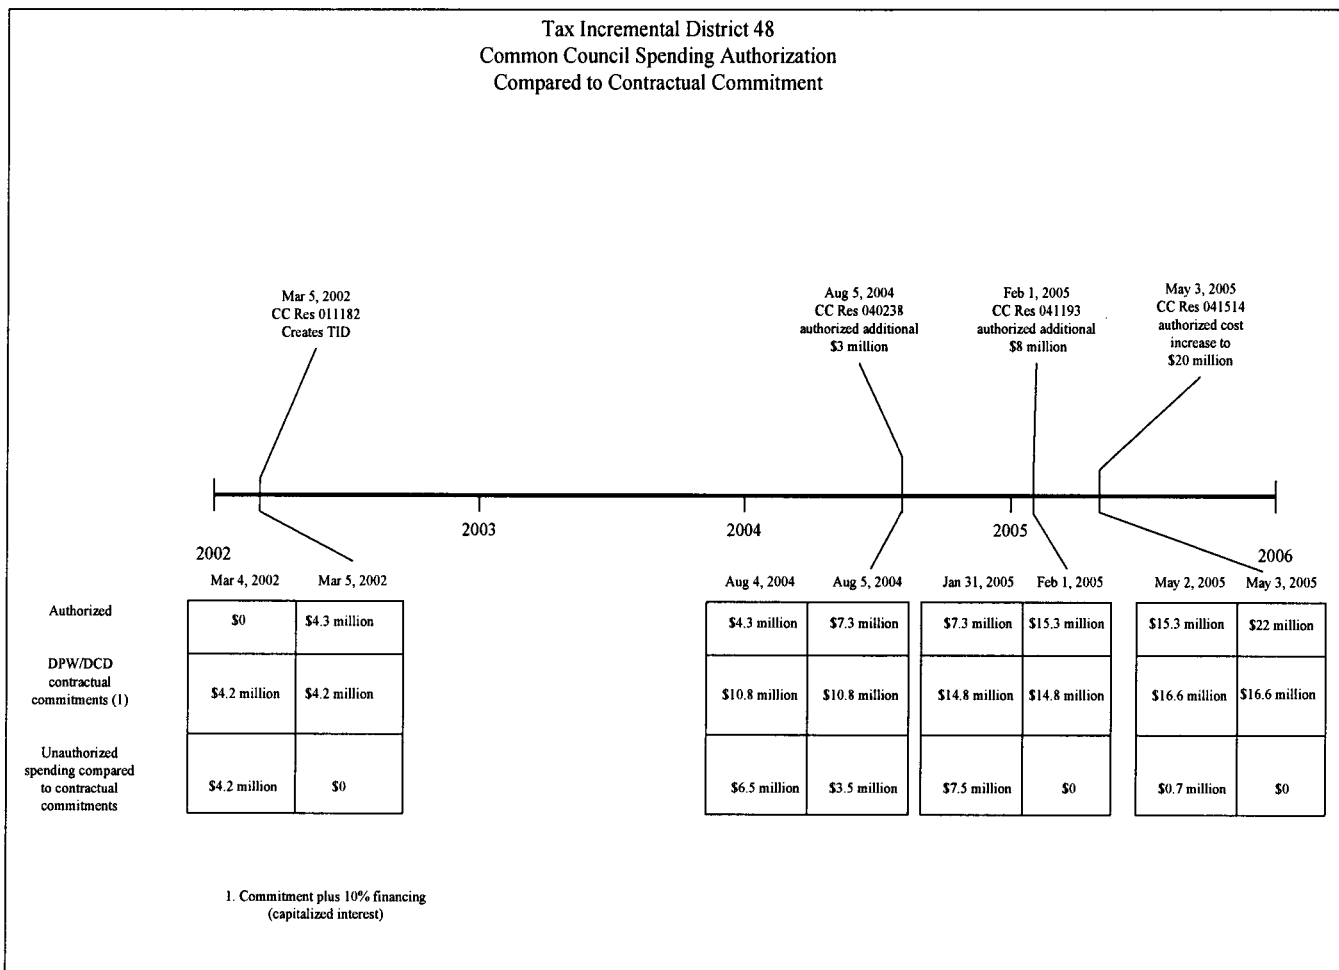 Tax Incremental District 48
Common Council Spending Authorization
Compared to Contractual Commitment
Mar 5, 2002
CC Res 011182
Creates TID
Aug 5, 2004
CC Res 040238
authorized additional
$3 million
Feb 1, 2005
CC Res 041193
authorized additional
$8 million
May 3, 2005
CC Res 041514
authorized cost
increase to
$20 million
2002
2003
2004
2005
2006
Mar 4, 2002 Mar 5, 2002 Aug 4, 2004 Aug 5, 2004 Jan 31, 2005 Feb 1, 2005 May 2, 2005 May 3, 2005
Authorized
$0 $4.3 million $4.3 million $7.3 million $7.3 million $15.3 million $15.3 million $22 million
DPW/DCD
contractual
commitments (1)
$4.2 million $4.2 million $10.8 million $10.8 million $14.8 million $14.8 million $16.6 million $16.6 million
Unauthorized
spending compared
to contractual
commitments
$4.2 million $0 $6.5 million $3.5 million $7.5 million $0 $0.7 million $0
1. Commitment plus 10% financing
(capitalized interest)